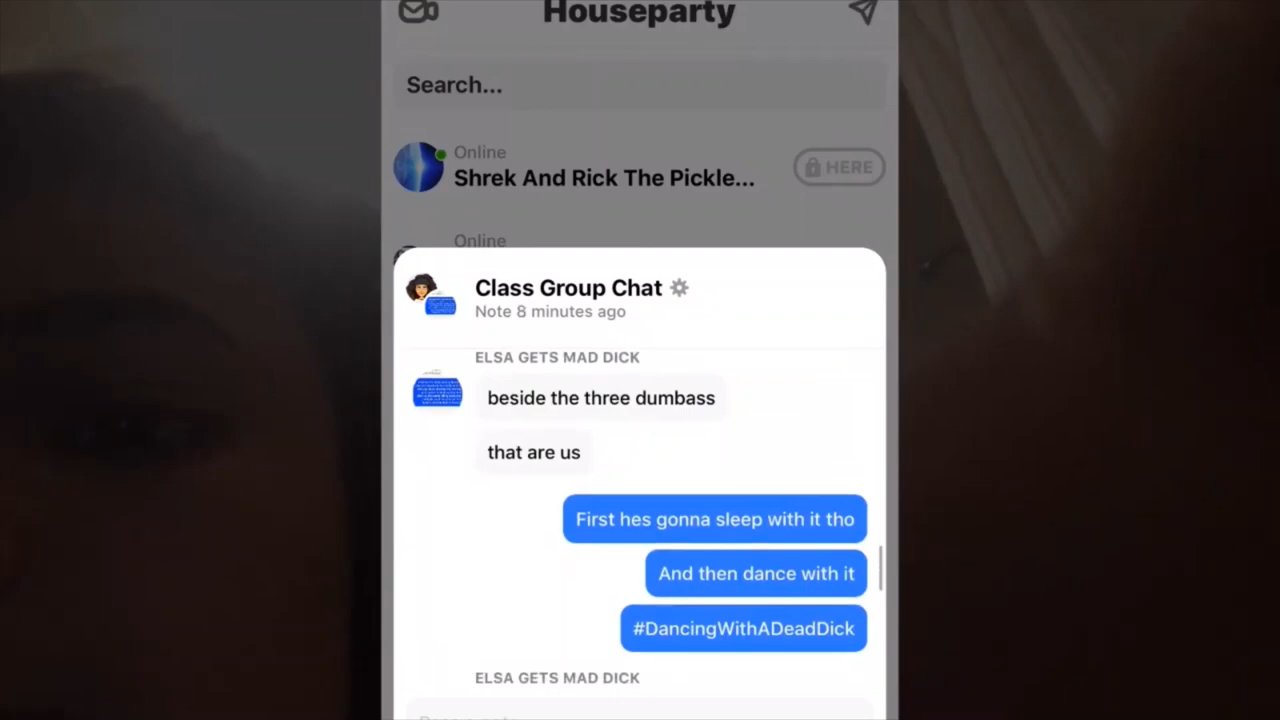 Houseparty
Search...
Online
Shrek And Rick The Pickle...
HERE
Online
Class Group Chat
Note 8 minutes ago
ELSA GETS MAD DICK
beside the three dumbass
that are us
First hes gonna sleep with it tho
And then dance with it
#DancingWithADeadDick
ELSA GETS MAD DICK